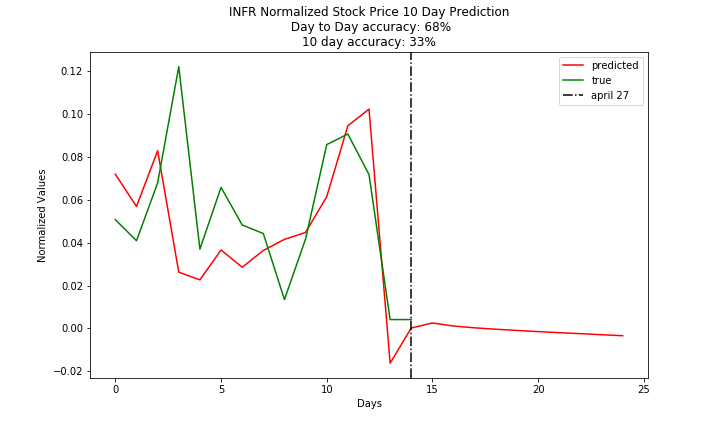 INFR Normalized Stock Price 10 Day Prediction
Day to Day accuracy: 68%
10 day accuracy: 33%
predicted
true
april 27
Normalized Values
0.12
0.10
0.08
0.06
0.04
0.02
0.00
−0.02
0 5 10 15 20 25
Days